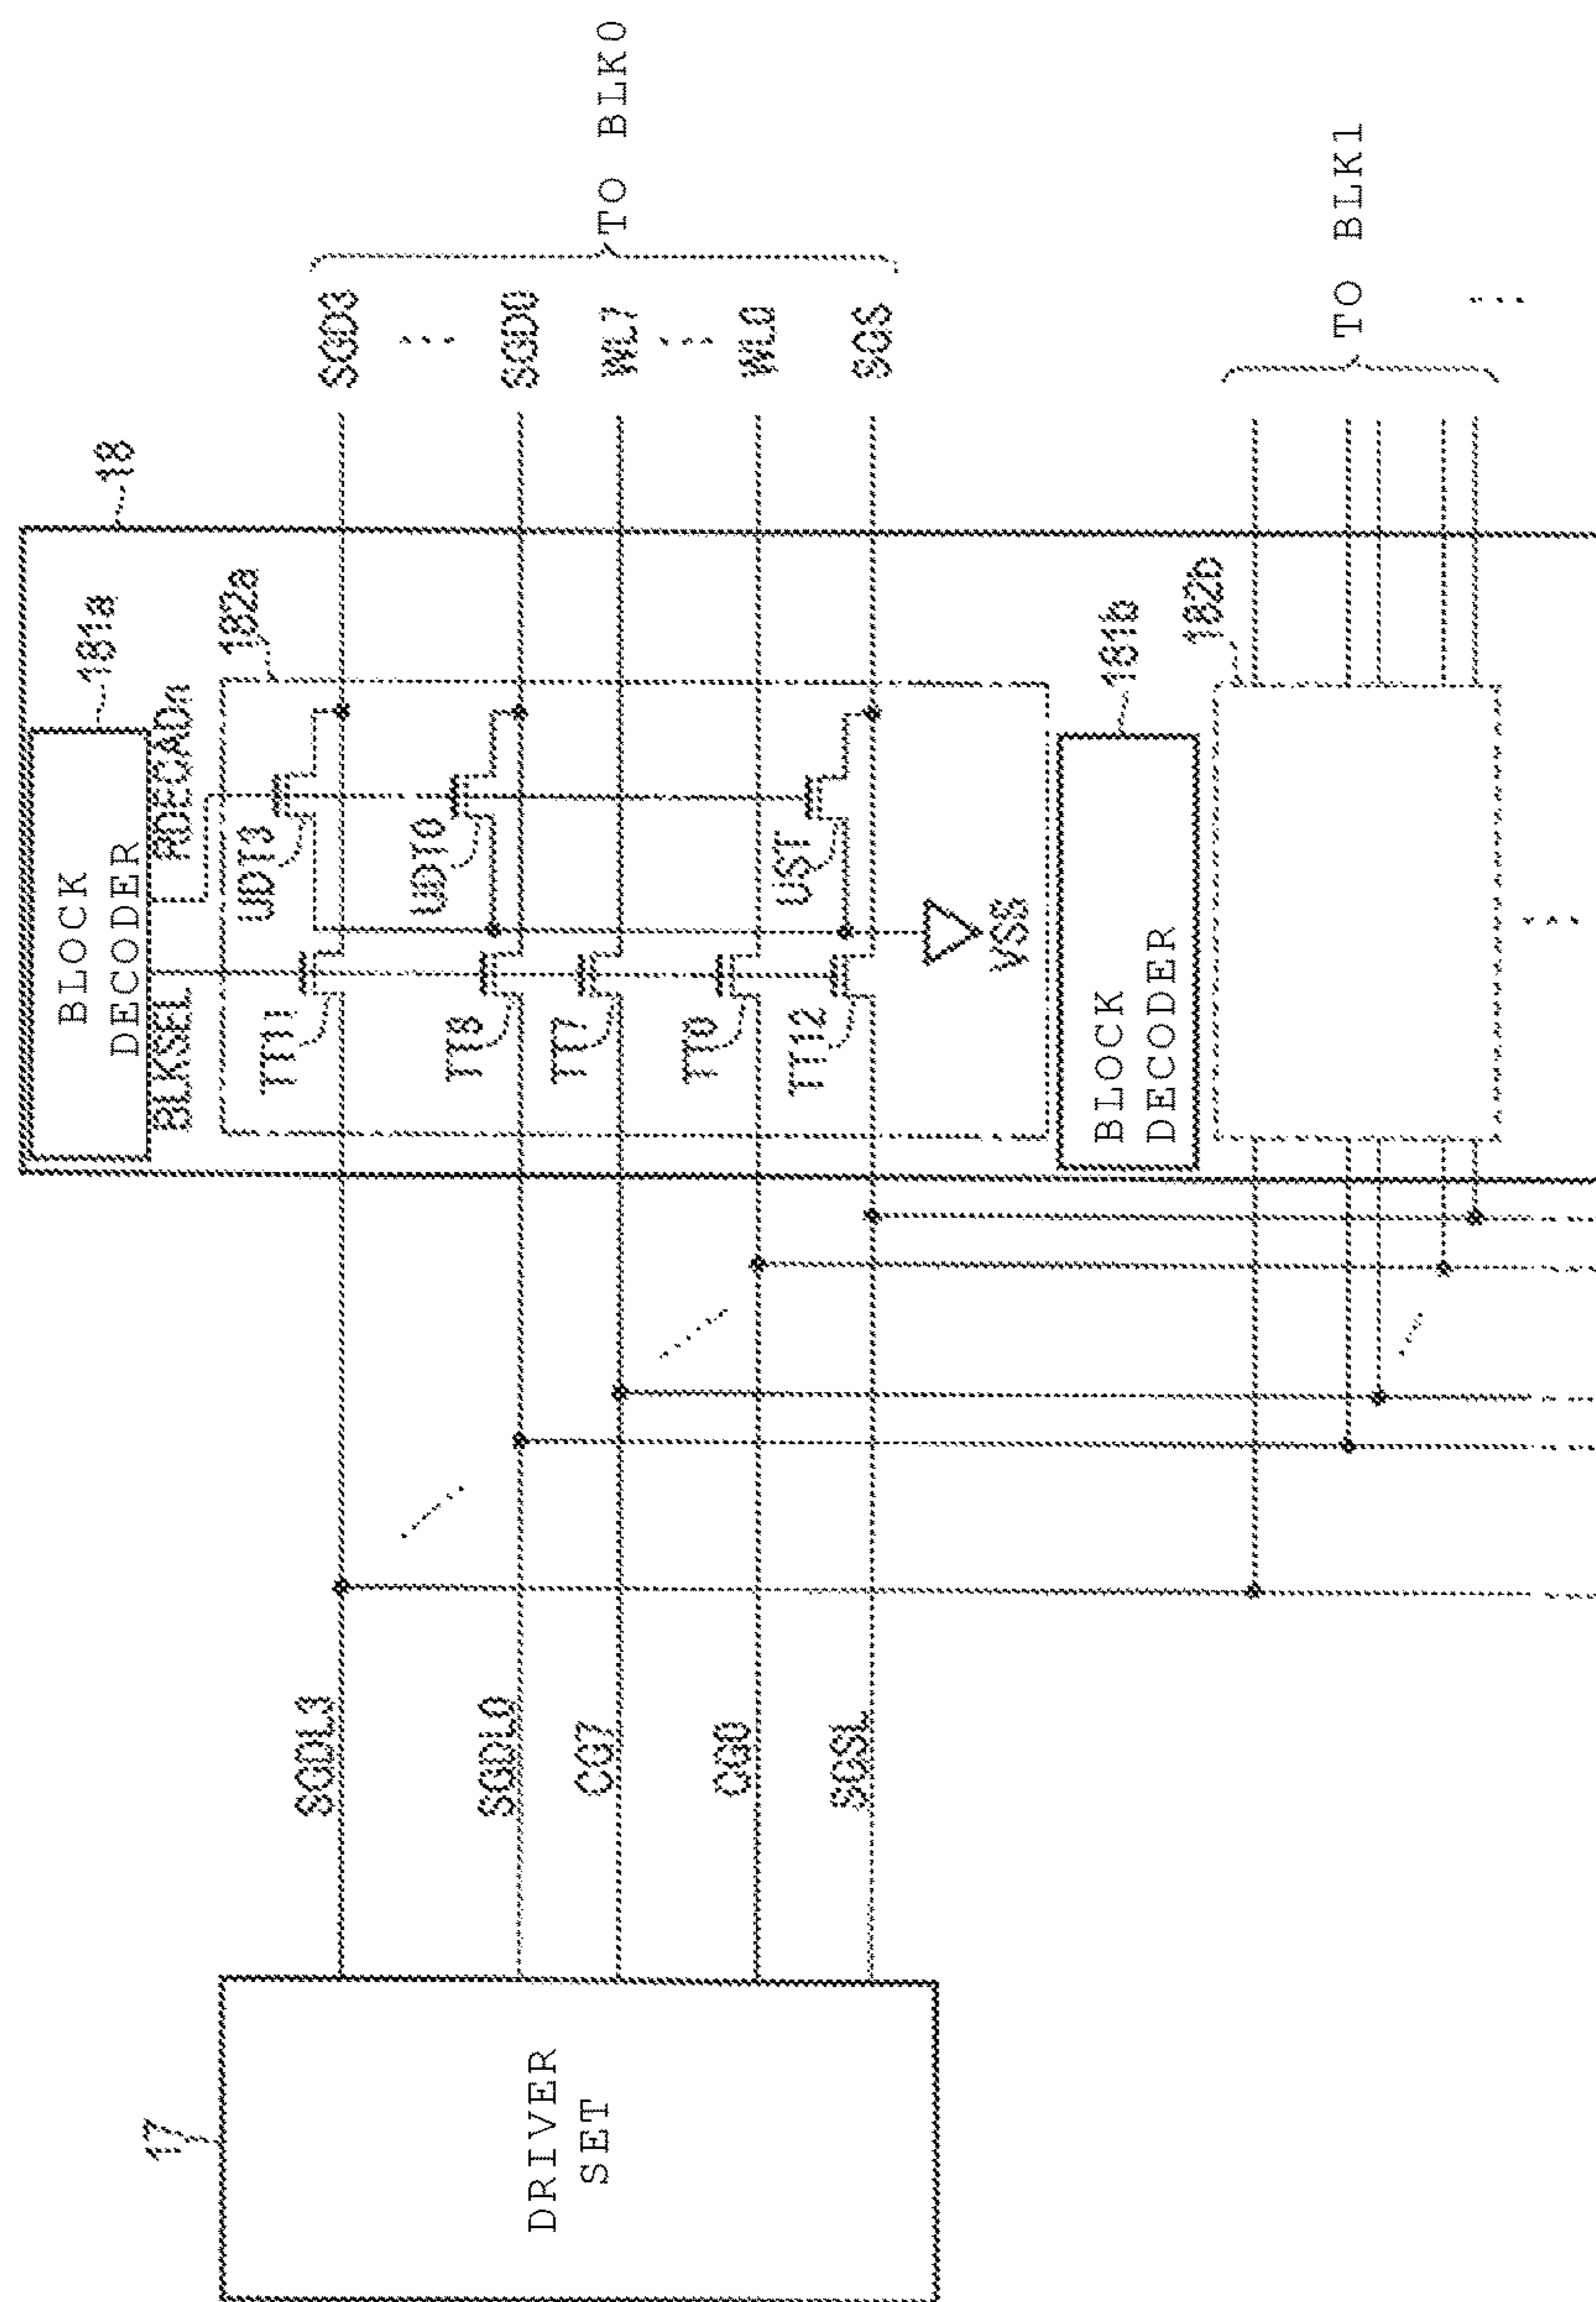 17
DRIVER
SET
SGDL3
SGDL0
CG7
CG0
SGSL
18
BLOCK
DECODER
181a
BLKSEL
RDECADn
182a
TT11
UDT3
TT8
UDT0
TT7
TT0
TT12
UST
VSS
BLOCK
DECODER
181b
182b
SGD3
SGD0
WL7
WL0
SGS
TO BLK0
TO BLK1